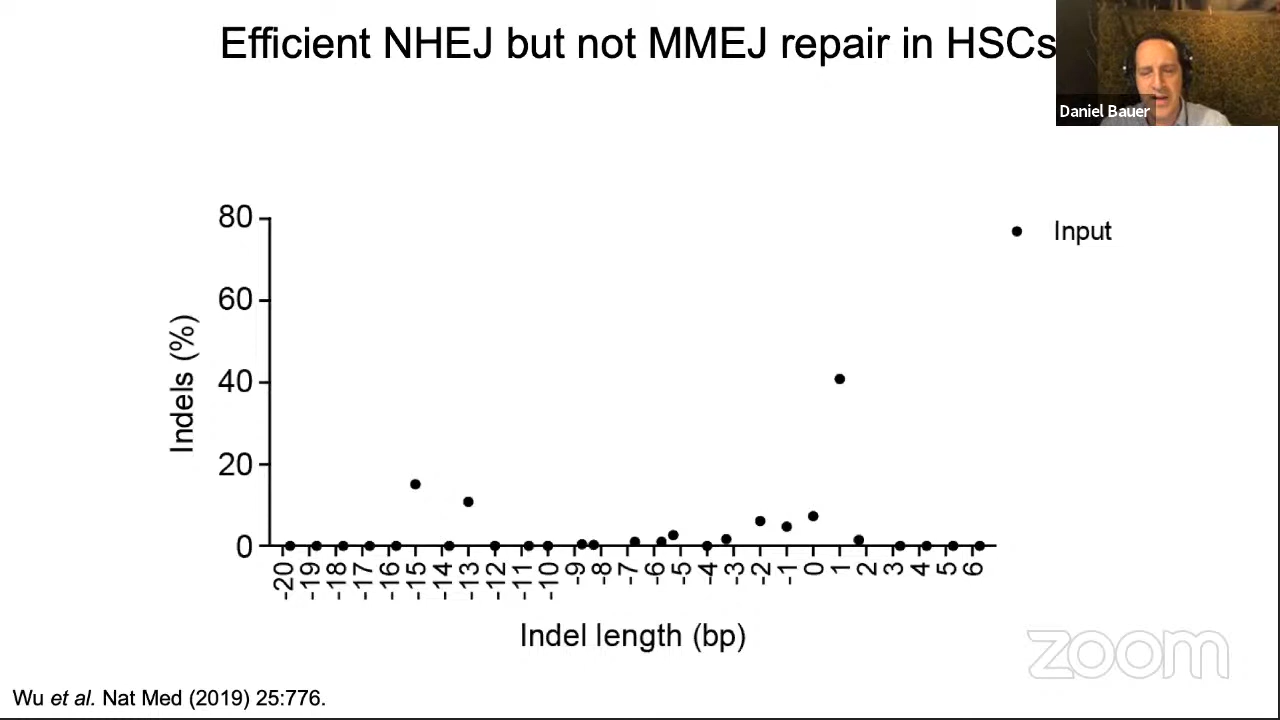 Efficient NHEJ but not MMEJ repair in HSCs
Daniel Bauer
80
60
40
20
0
Indels (%)
Input
-20 -19 -18 -17 -16 -15 -14 -13 -12 -11 -10 -9 -8 -7 -6 -5 -4 -3 -2 -1 0 1 2 3 4 5 6
Indel length (bp)
zoom
Wu et al. Nat Med (2019) 25:776.